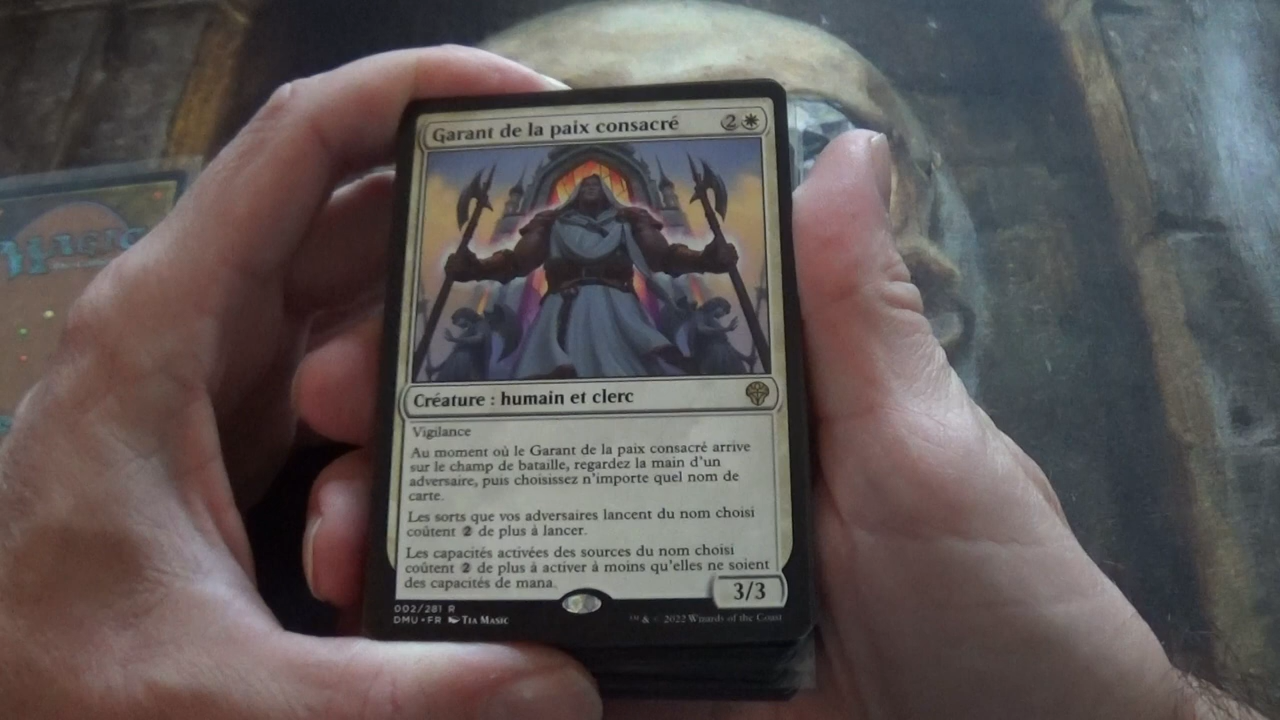 Garant de la paix consacré 2
Créature : humain et clerc
Vigilance
Au moment où le Garant de la paix consacré arrive
sur le champ de bataille, regardez la main d'un
adversaire, puis choisissez n'importe quel nom de
carte.
Les sorts que vos adversaires lancent du nom choisi
coûtent 2 de plus à lancer.
Les capacités activées des sources du nom choisi
coûtent 2 de plus à activer à moins qu'elles ne soient
des capacités de mana.
3/3
002/281 R
DMU • FR Tia Masic
™ & © 2022 Wizards of the Coast
Magic